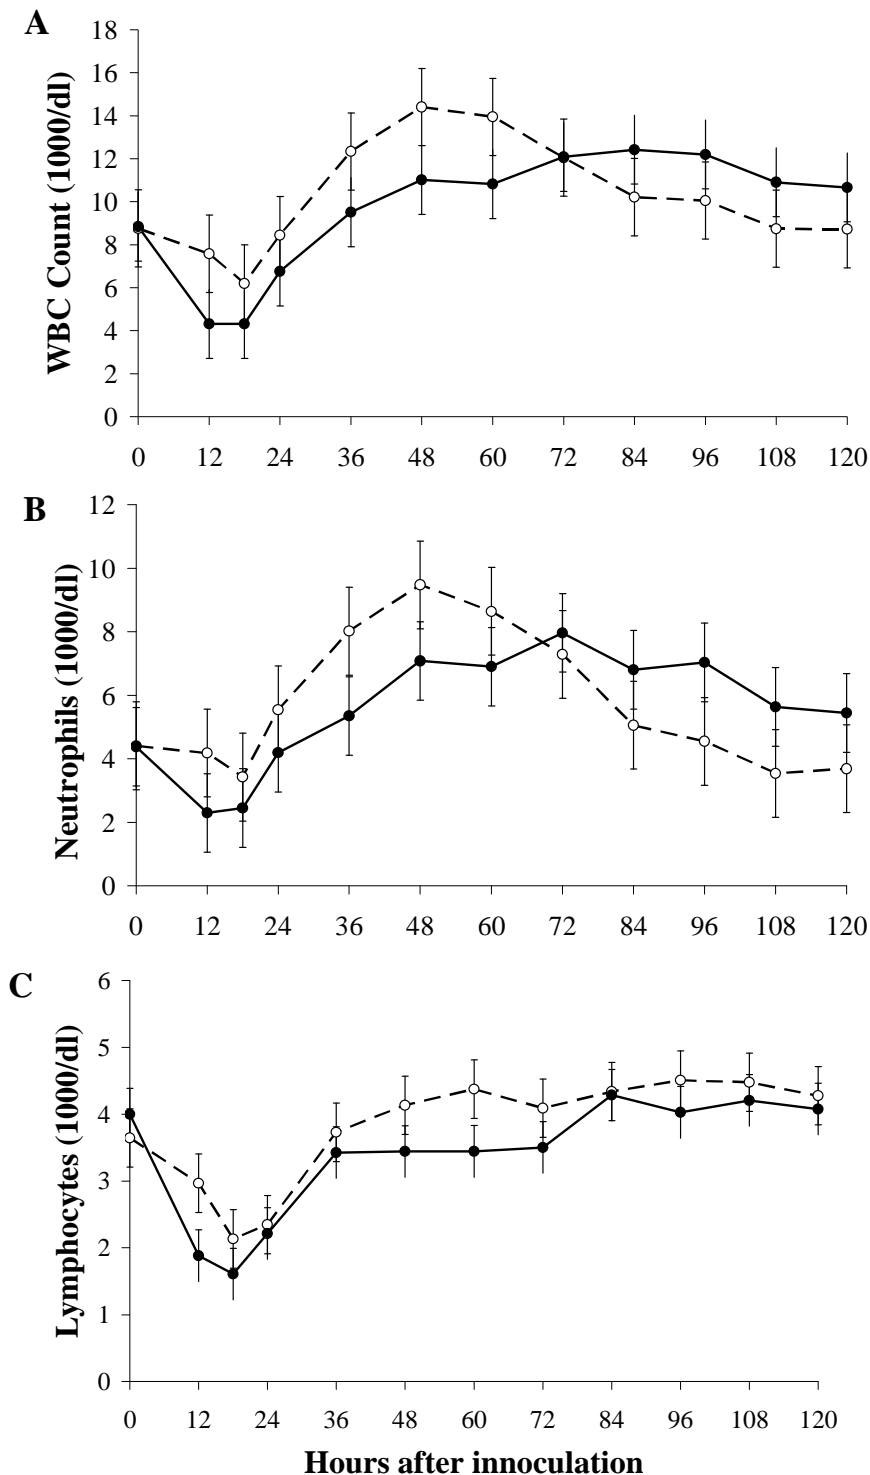 A
WBC Count (1000/dl)
18
16
14
12
10
8
6
4
2
0
0 12 24 36 48 60 72 84 96 108 120
B
Neutrophils (1000/dl)
12
10
8
6
4
2
0
0 12 24 36 48 60 72 84 96 108 120
C
Lymphocytes (1000/dl)
6
5
4
3
2
1
0
0 12 24 36 48 60 72 84 96 108 120
Hours after innoculation